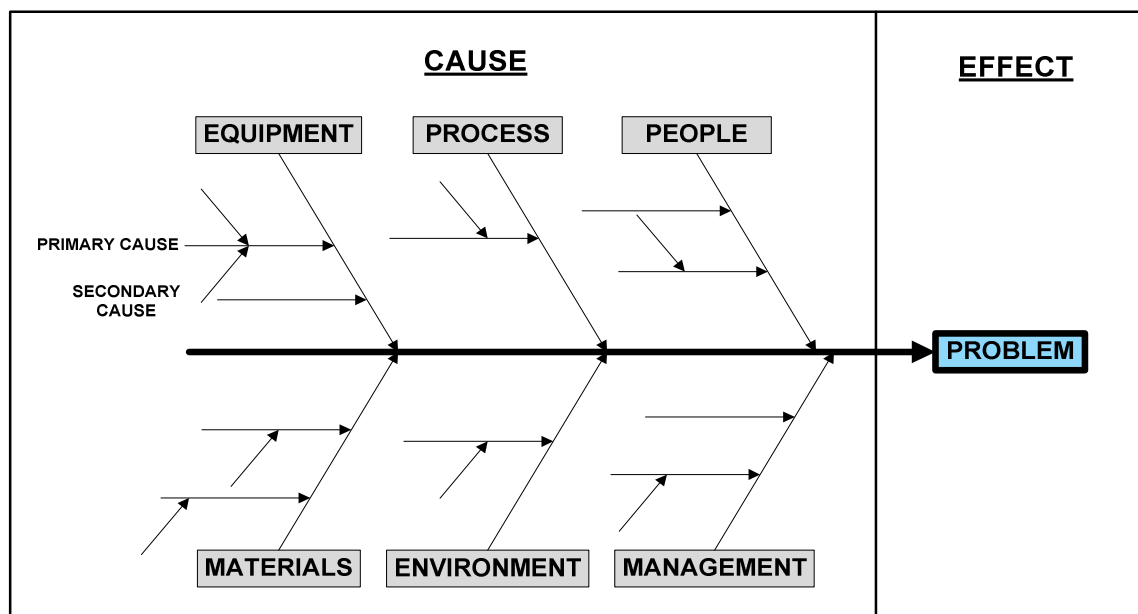 CAUSE
EFFECT
EQUIPMENT
PROCESS
PEOPLE
PRIMARY CAUSE
SECONDARY
CAUSE
PROBLEM
MATERIALS
ENVIRONMENT
MANAGEMENT